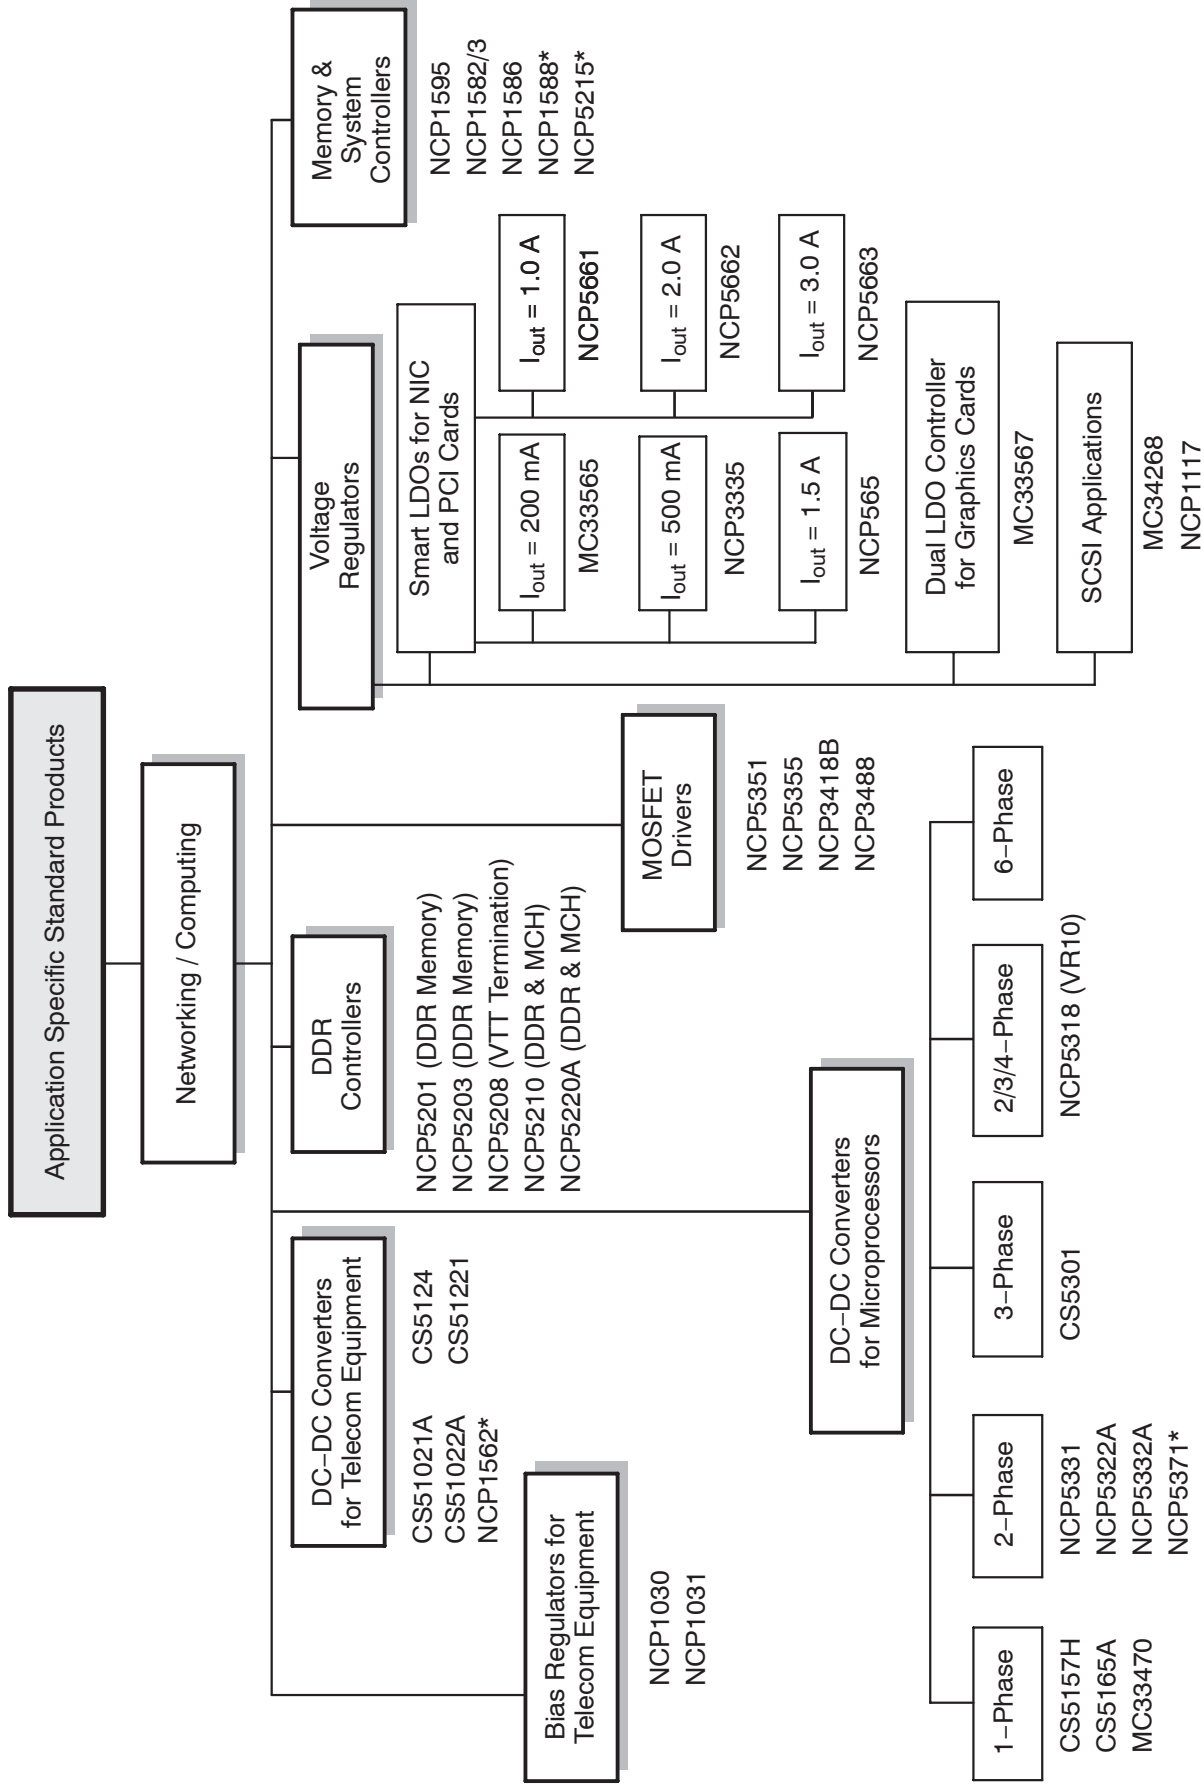 Application Specific Standard Products
Networking / Computing
Bias Regulators for
Telecom Equipment
NCP1030
NCP1031
DC−DC Converters
for Telecom Equipment
CS51021A
CS51022A
NCP1562*
CS5124
CS51221
DDR
Controllers
NCP5201 (DDR Memory)
NCP5203 (DDR Memory)
NCP5208 (VTT Termination)
NCP5210 (DDR & MCH)
NCP5220A (DDR & MCH)
DC−DC Converters
for Microprocessors
1−Phase
CS5157H
CS5165A
MC33470
2−Phase
NCP5331
NCP5322A
NCP5332A
NCP5371*
3−Phase
CS5301
2/3/4−Phase
NCP5318 (VR10)
6−Phase
MOSFET
Drivers
NCP5351
NCP5355
NCP3418B
NCP3488
Voltage
Regulators
Smart LDOs for NIC
and PCI Cards
Iout = 200 mA
MC33565
Iout = 500 mA
NCP3335
Iout = 1.5 A
NCP565
Iout = 1.0 A
NCP5661
Iout = 2.0 A
NCP5662
Iout = 3.0 A
NCP5663
Dual LDO Controller
for Graphics Cards
MC33567
SCSI Applications
MC34268
NCP1117
Memory &
System
Controllers
NCP1595
NCP1582/3
NCP1586
NCP1588*
NCP5215*